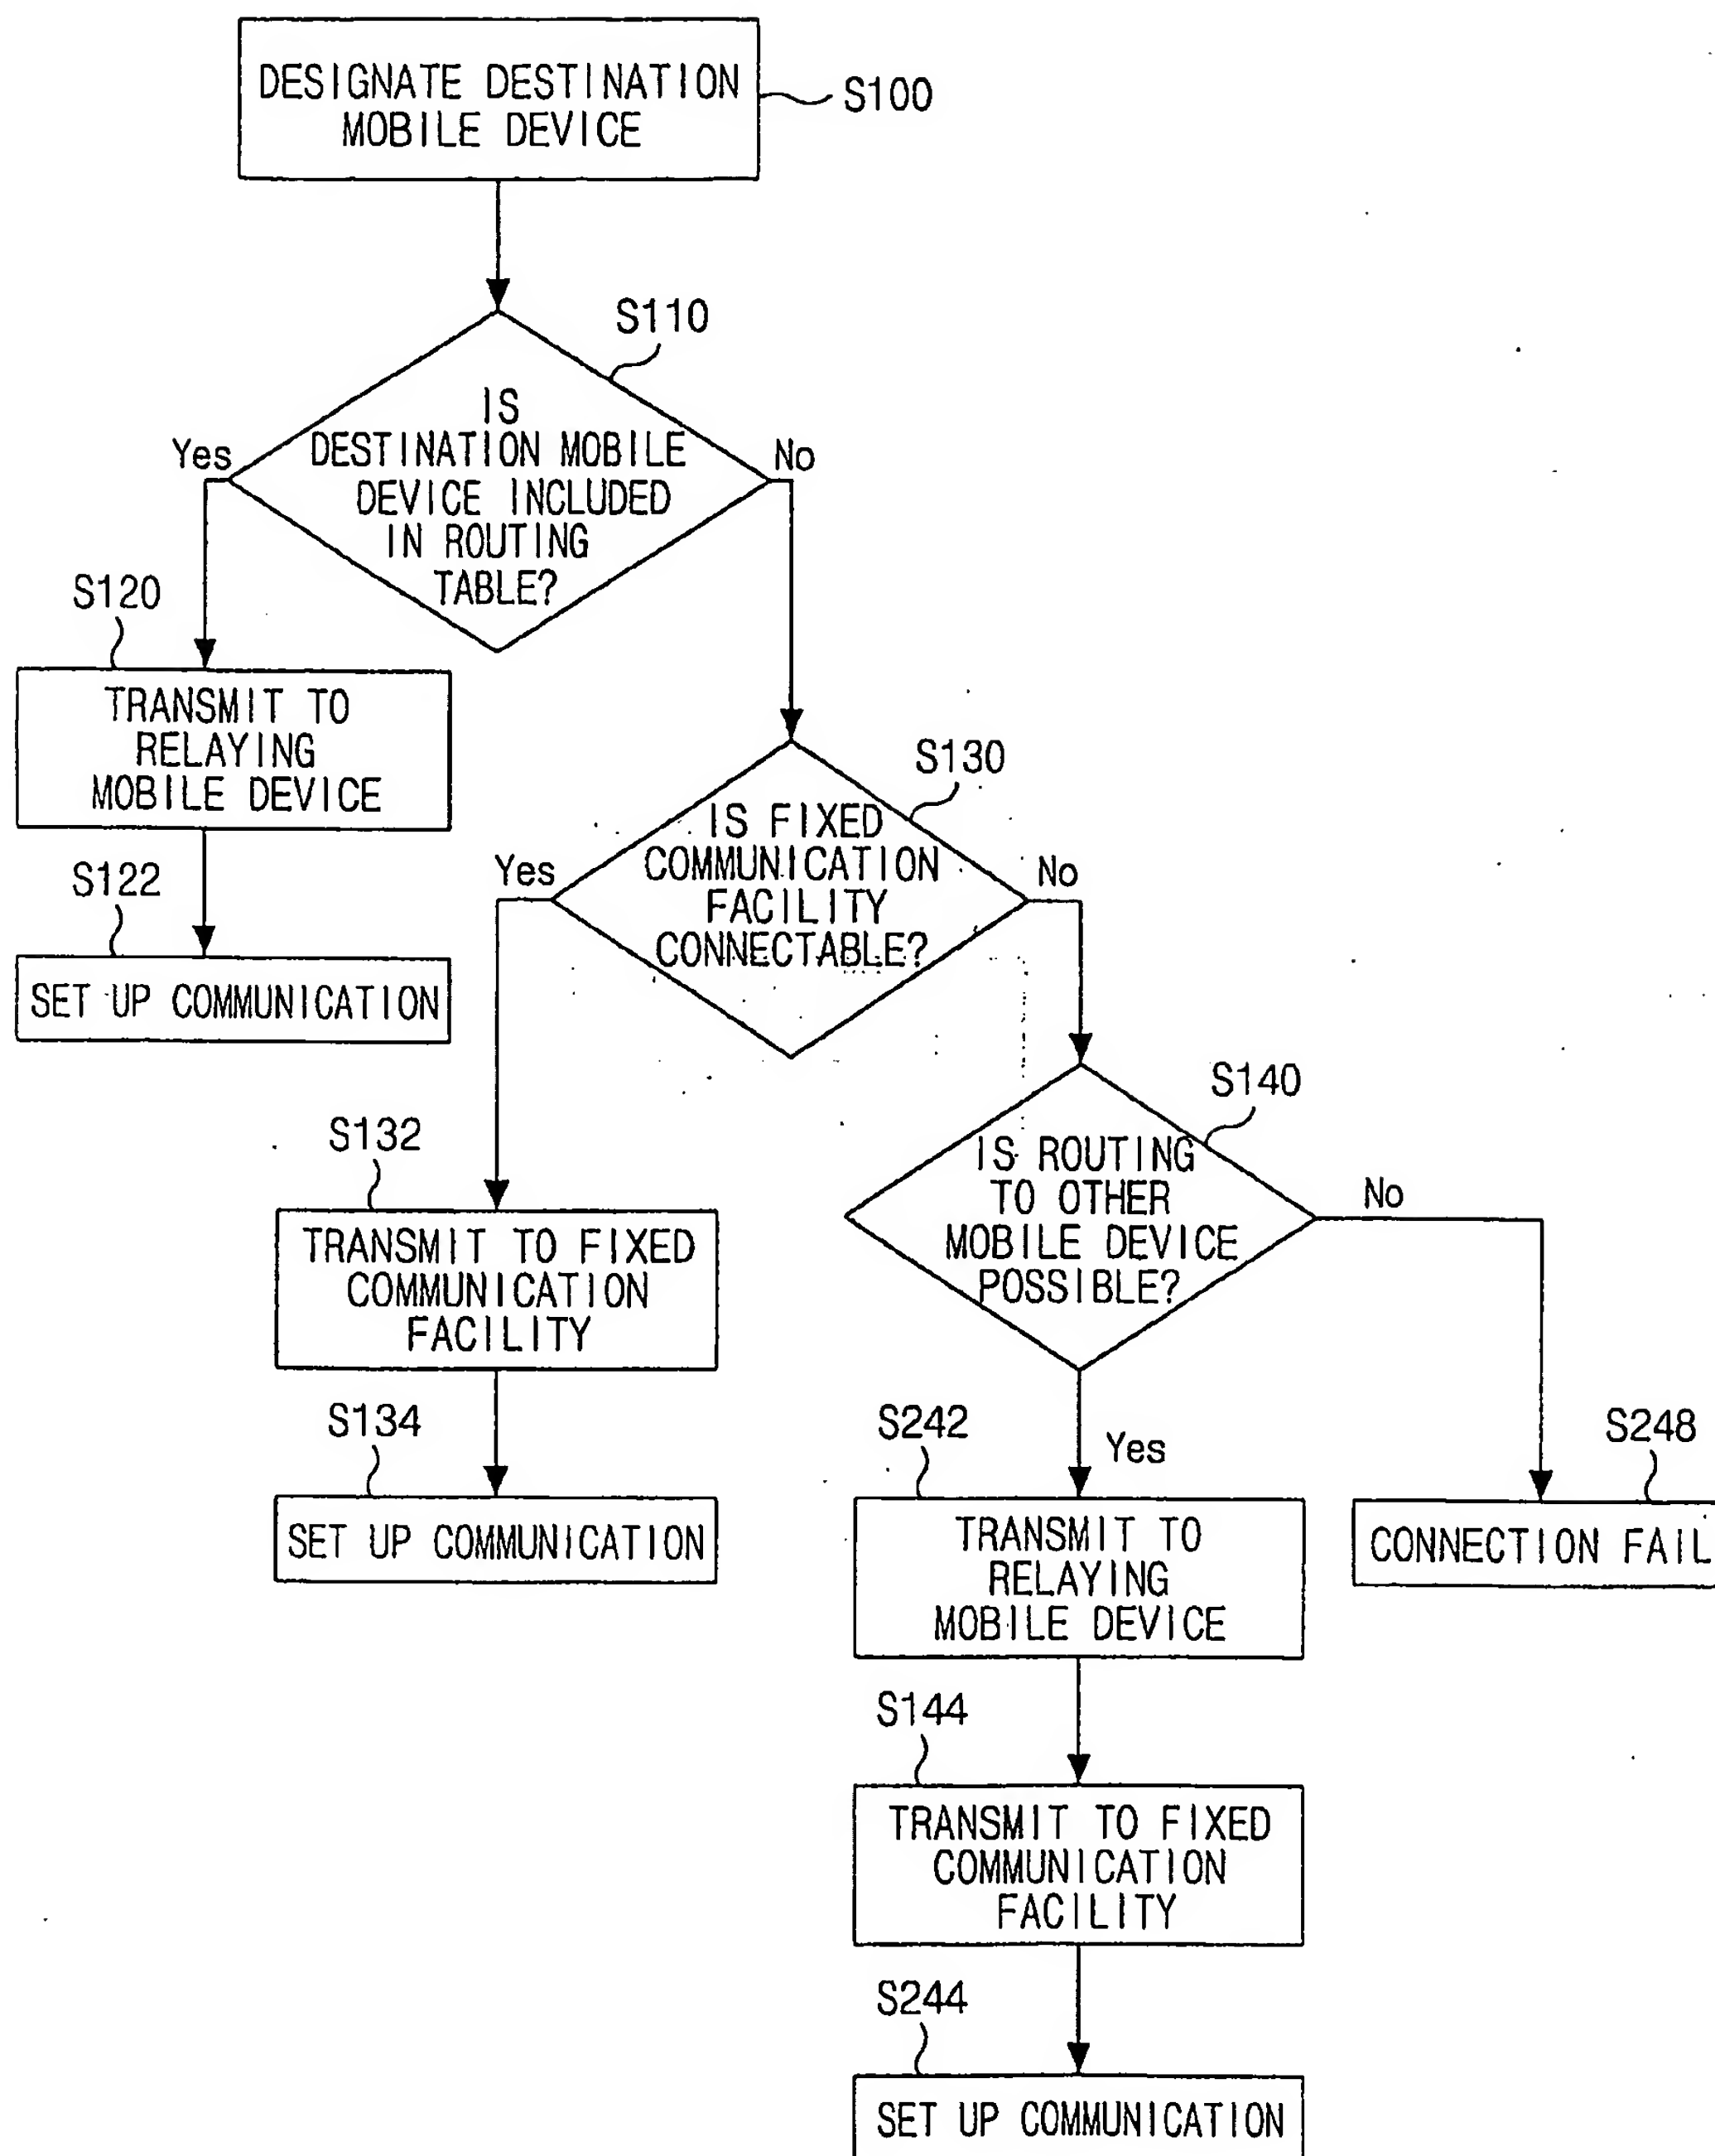 DESIGNATE DESTINATION
MOBILE DEVICE
S100
S110
IS
DESTINATION MOBILE
DEVICE INCLUDED
IN ROUTING
TABLE?
Yes
No
S120
TRANSMIT TO
RELAYING
MOBILE DEVICE
S122
SET UP COMMUNICATION
S130
IS FIXED
COMMUNICATION
FACILITY
CONNECTABLE?
Yes
No
S132
TRANSMIT TO FIXED
COMMUNICATION
FACILITY
S134
SET UP COMMUNICATION
S140
IS ROUTING
TO OTHER
MOBILE DEVICE
POSSIBLE?
No
Yes
S242
TRANSMIT TO
RELAYING
MOBILE DEVICE
S248
CONNECTION FAIL
S144
TRANSMIT TO FIXED
COMMUNICATION
FACILITY
S244
SET UP COMMUNICATION